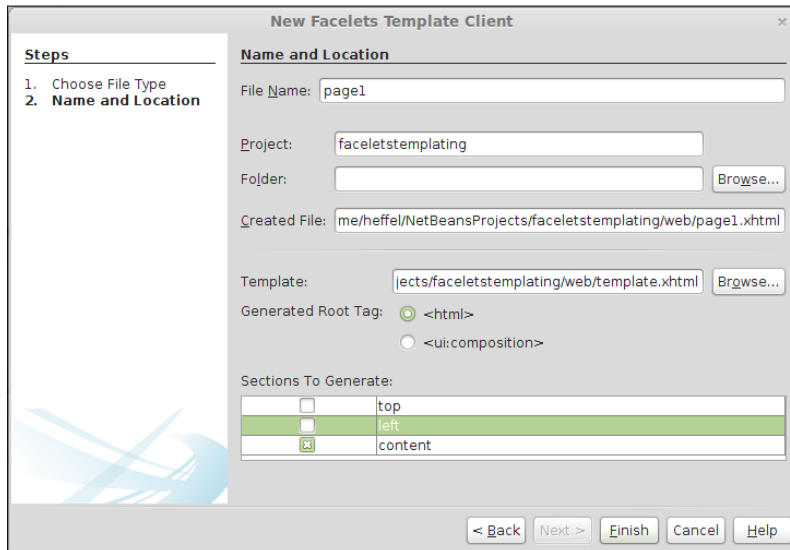 New Facelets Template Client
Steps
1. Choose File Type
2. Name and Location
Name and Location
File Name: page1
Project: faceletstemplating
Folder: Browse...
Created File: me/heffel/NetBeansProjects/faceletstemplating/web/page1.xhtml
Template: jects/faceletstemplating/web/template.xhtml Browse...
Generated Root Tag: <html>
<ui:composition>
Sections To Generate:
top
left
content
< Back Next > Finish Cancel Help